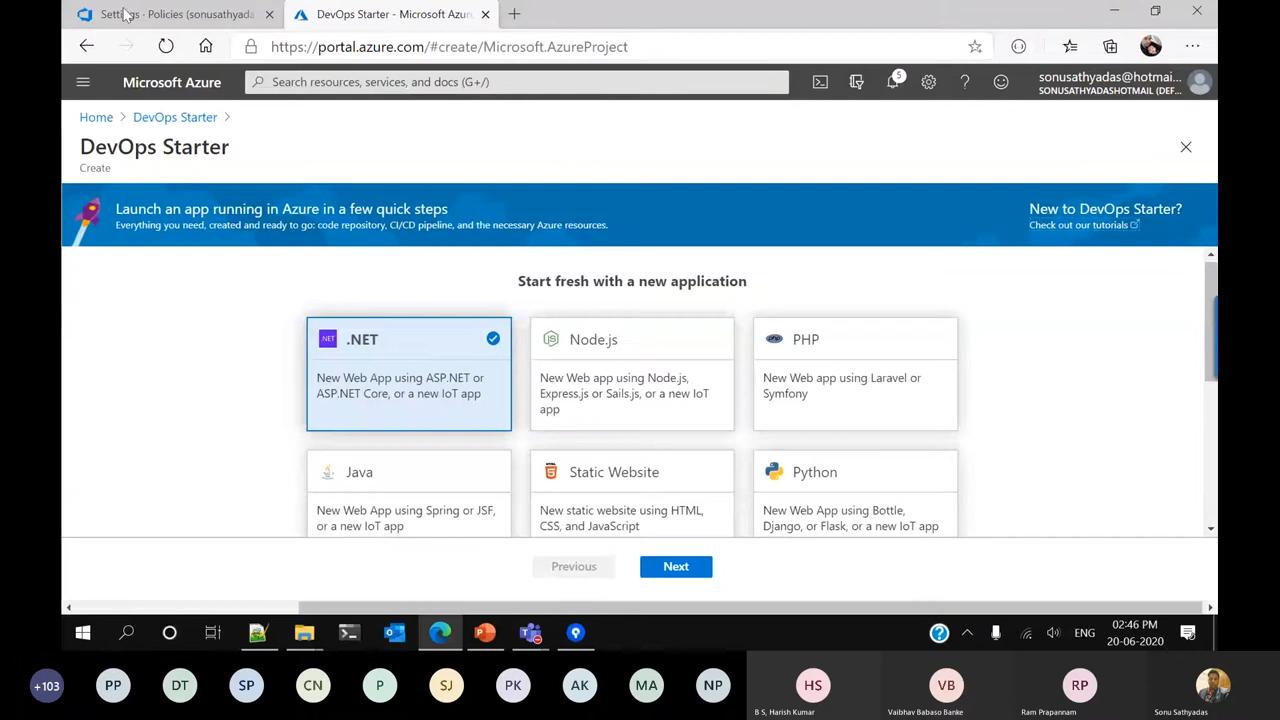 Settings · Policies (sonusathyada
DevOps Starter - Microsoft Azur
https://portal.azure.com/#create/Microsoft.AzureProject
Microsoft Azure
Search resources, services, and docs (G+/)
5
sonusathyadas@hotmai...
SONUSATHYADASHOTMAIL (DEF...
Home > DevOps Starter >
DevOps Starter
Create
Launch an app running in Azure in a few quick steps
Everything you need, created and ready to go: code repository, CI/CD pipeline, and the necessary Azure resources.
New to DevOps Starter?
Check out our tutorials
Start fresh with a new application
.NET
.NET
New Web App using ASP.NET or
ASP.NET Core, or a new IoT app
Node.js
New Web app using Node.js,
Express.js or Sails.js, or a new IoT
app
PHP
New Web app using Laravel or
Symfony
Java
New Web App using Spring or JSF,
or a new IoT app
Static Website
New static website using HTML,
CSS, and JavaScript
Python
New Web App using Bottle,
Django, or Flask, or a new IoT app
Previous
Next
ENG
02:46 PM
20-06-2020
+103
PP
DT
SP
CN
P
SJ
PK
AK
MA
NP
HS
B S, Harish Kumar
VB
Vaibhav Babaso Banke
RP
Ram Prapannam
Sonu Sathyadas